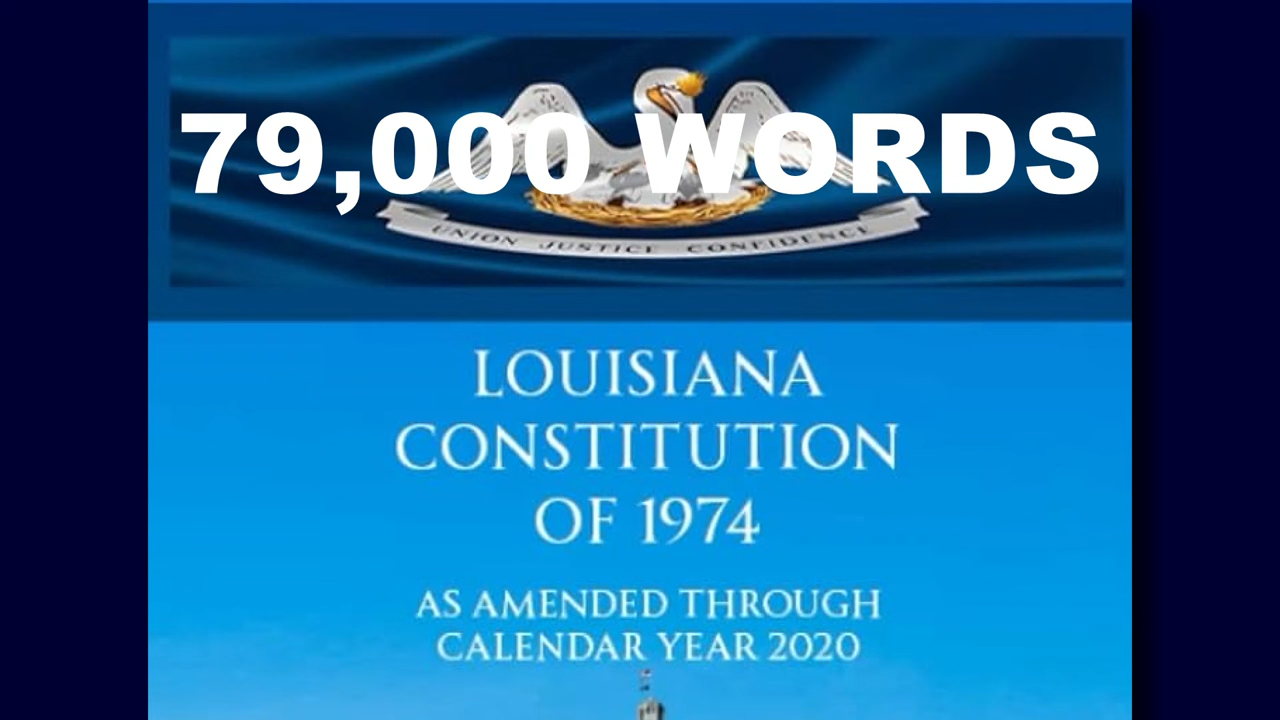 79,000 WORDS
UNION JUSTICE CONFIDENCE
LOUISIANA
CONSTITUTION
OF 1974
AS AMENDED THROUGH
CALENDAR YEAR 2020